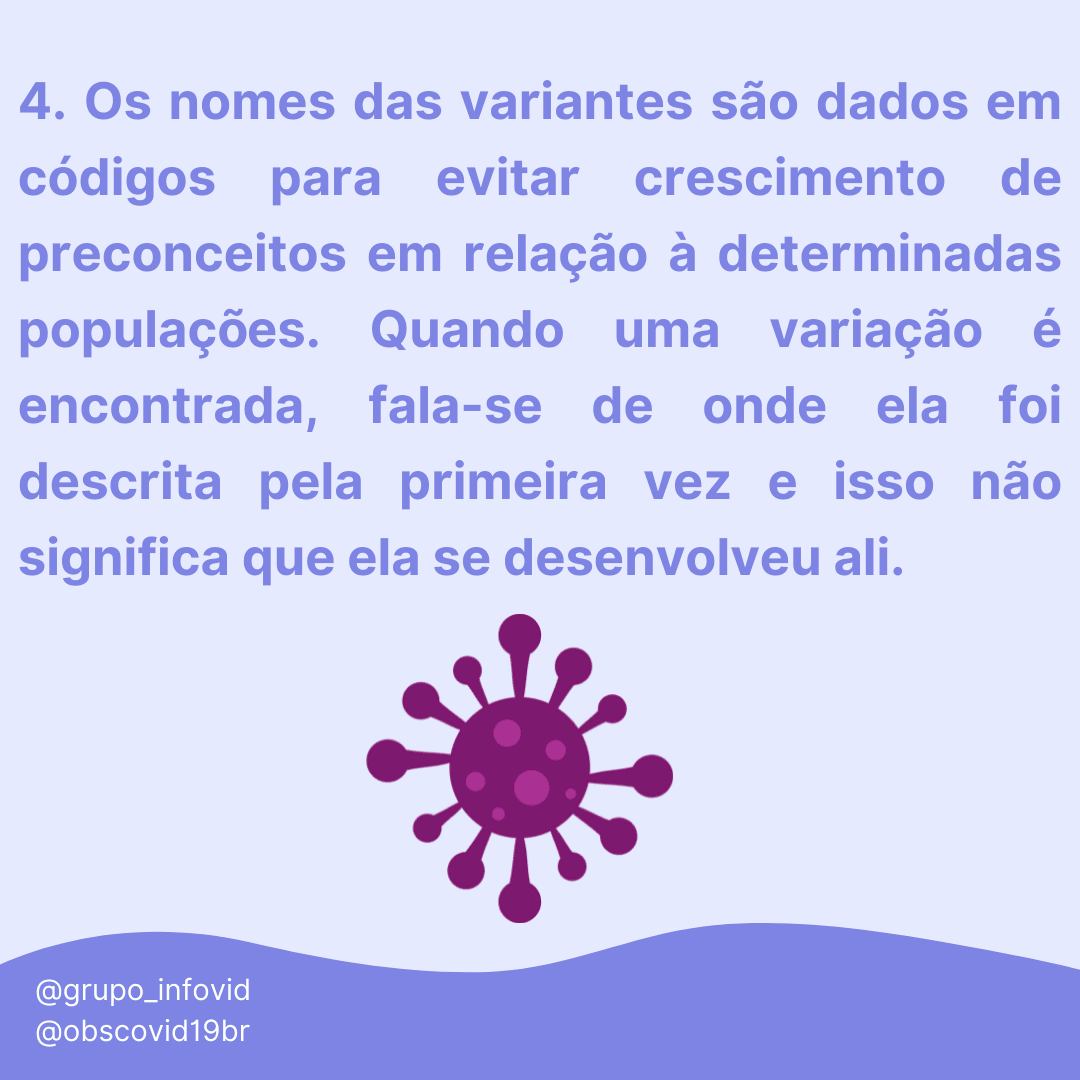 4. Os nomes das variantes são dados em
códigos para evitar crescimento de
preconceitos em relação à determinadas
populações. Quando uma variação é
encontrada, fala-se de onde ela foi
descrita pela primeira vez e isso não
significa que ela se desenvolveu ali.
@grupo_infovid
@obscovid19br